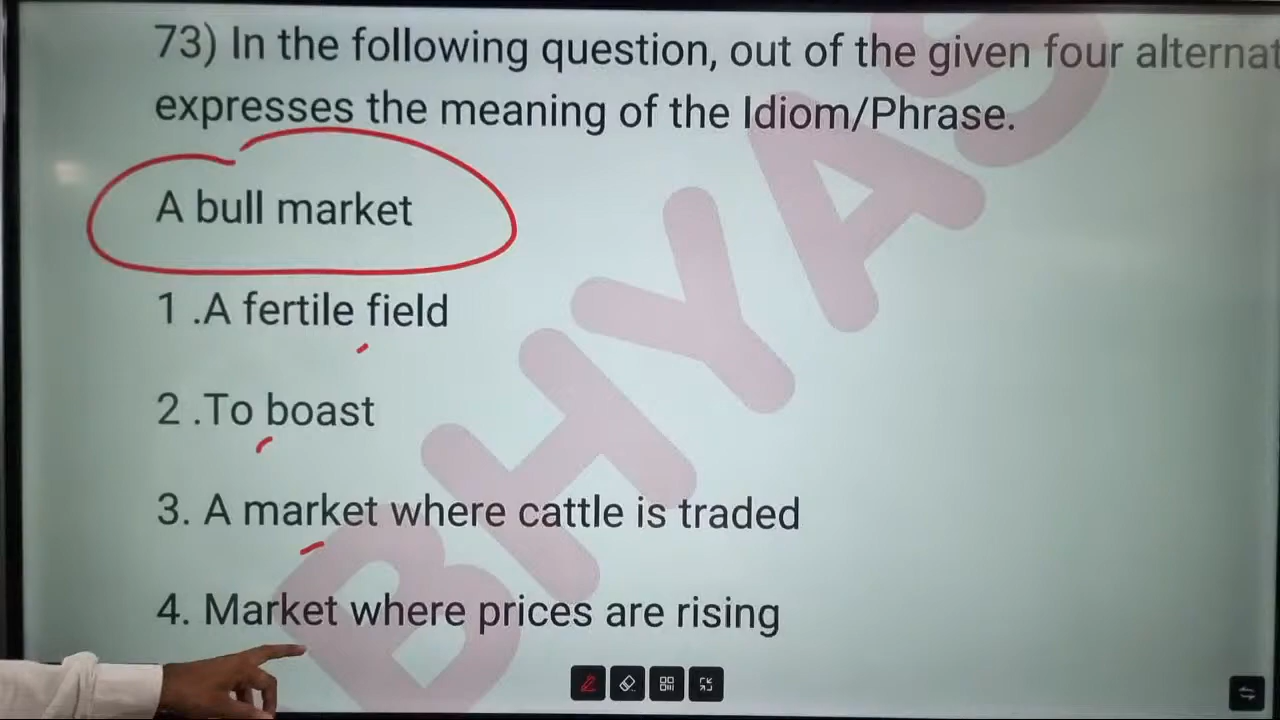 73) In the following question, out of the given four alternat
expresses the meaning of the Idiom/Phrase.
A bull market
1 .A fertile field
2 .To boast
3. A market where cattle is traded
4. Market where prices are rising
BHYAS